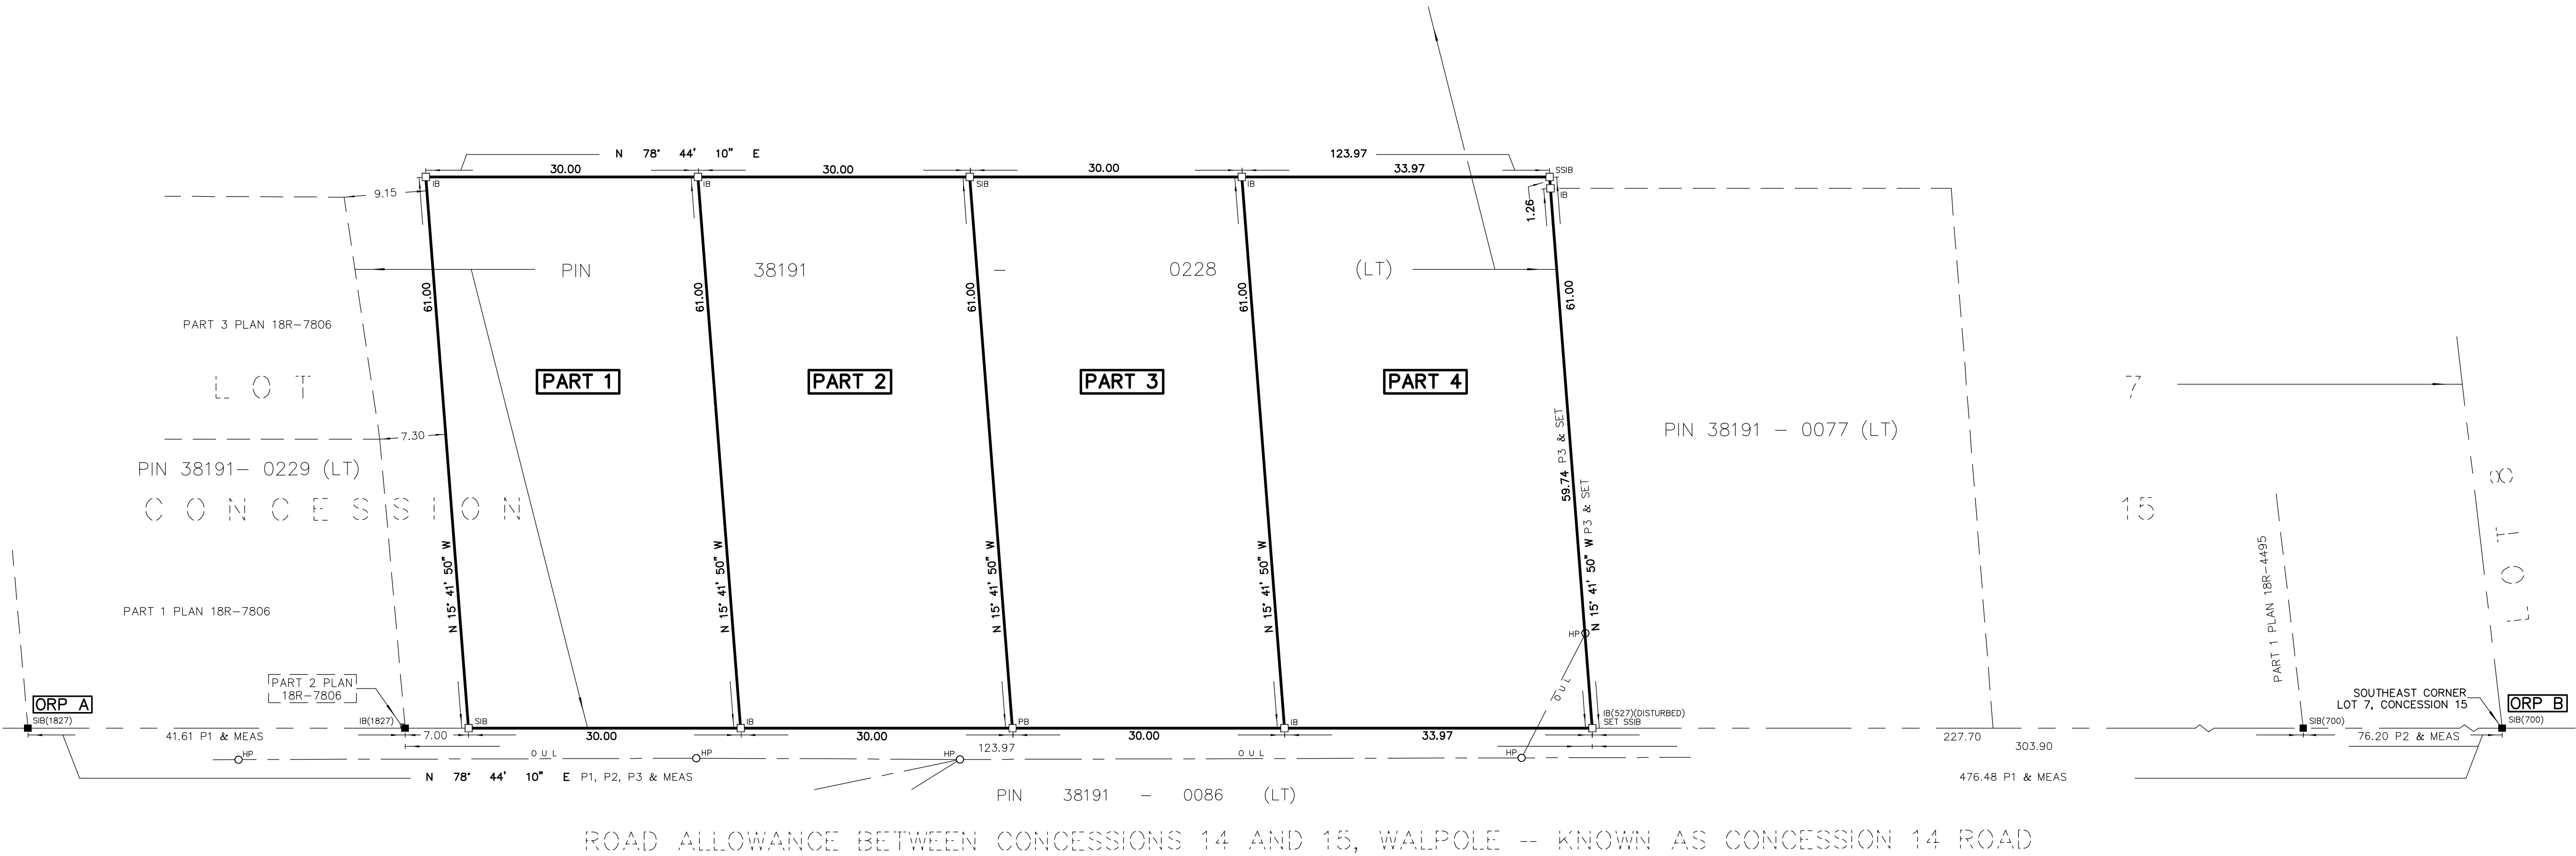 N 78° 44' 10" E
123.97
30.00
30.00
30.00
33.97
IB
IB
SIB
IB
SSIB
IB
9.15
1.26
PIN 38191 - 0228 (LT)
61.00
61.00
61.00
61.00
61.00
PART 3 PLAN 18R-7806
LOT
7
PART 1
PART 2
PART 3
PART 4
7.30
PIN 38191- 0229 (LT)
PIN 38191 - 0077 (LT)
59.74 P3 & SET
CONCESSION
15
LOT 8
N 15° 41' 50" W
N 15° 41' 50" W
N 15° 41' 50" W
N 15° 41' 50" W
N 15° 41' 50" W P3 & SET
PART 1 PLAN 18R-4495
PART 1 PLAN 18R-7806
HP
OUL
PART 2 PLAN
18R-7806
ORP A
SIB(1827)
IB(1827)
SIB
IB
PB
IB
IB(527)(DISTURBED)
SET SSIB
SOUTHEAST CORNER
LOT 7, CONCESSION 15
ORP B
SIB(700)
SIB(700)
41.61 P1 & MEAS
7.00
30.00
30.00
30.00
33.97
227.70
76.20 P2 & MEAS
123.97
303.90
HP
OUL
HP
HP
OUL
HP
N 78° 44' 10" E P1, P2, P3 & MEAS
476.48 P1 & MEAS
PIN 38191 - 0086 (LT)
ROAD ALLOWANCE BETWEEN CONCESSIONS 14 AND 15, WALPOLE -- KNOWN AS CONCESSION 14 ROAD